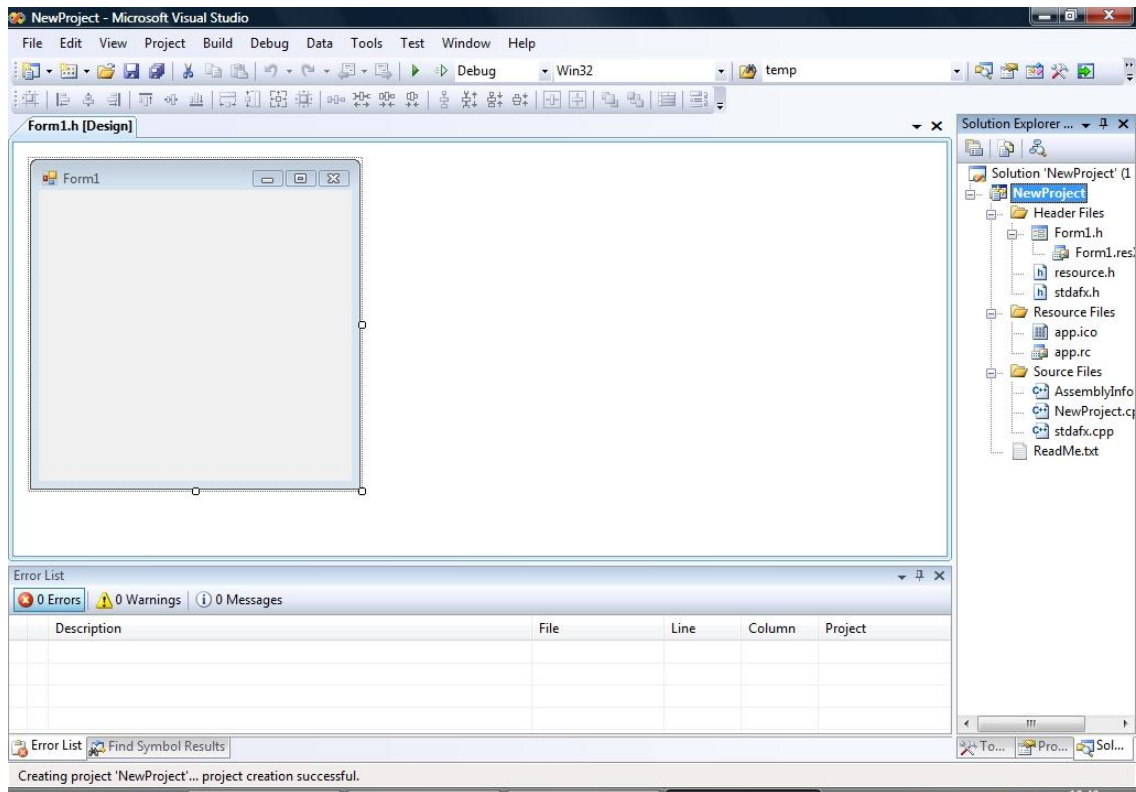 NewProject - Microsoft Visual Studio
File Edit View Project Build Debug Data Tools Test Window Help
Debug Win32 temp
Form1.h [Design]
Form1
Solution Explorer ...
Solution 'NewProject' (1
NewProject
Header Files
Form1.h
Form1.res
resource.h
stdafx.h
Resource Files
app.ico
app.rc
Source Files
AssemblyInfo
NewProject.cp
stdafx.cpp
ReadMe.txt
Error List
0 Errors 0 Warnings 0 Messages
Description File Line Column Project
Error List Find Symbol Results
To... Pro... Sol...
Creating project 'NewProject'... project creation successful.